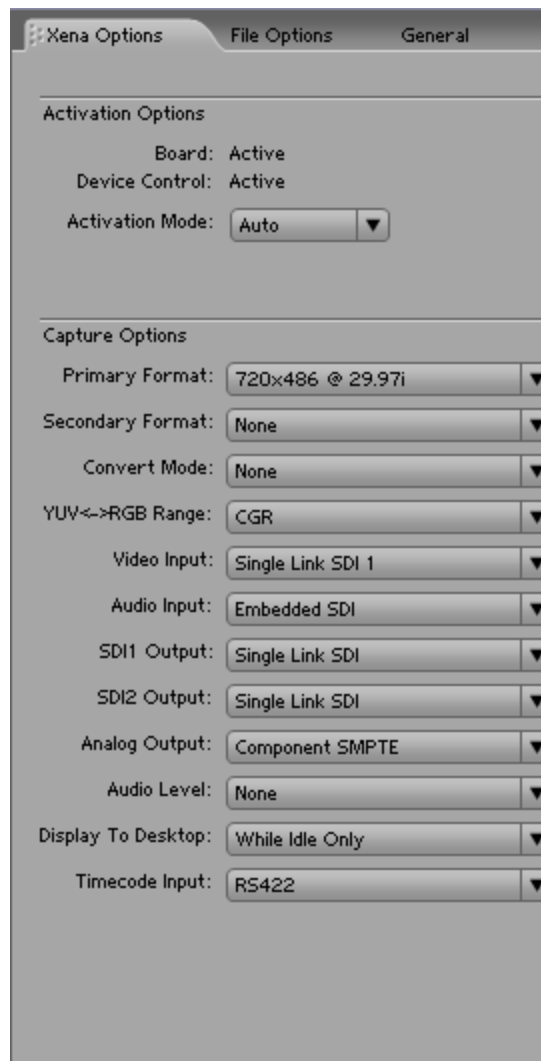 Xena Options File Options General
Activation Options
Board: Active
Device Control: Active
Activation Mode: Auto
Capture Options
Primary Format: 720x486 @ 29.97i
Secondary Format: None
Convert Mode: None
YUV<->RGB Range: CGR
Video Input: Single Link SDI 1
Audio Input: Embedded SDI
SDI1 Output: Single Link SDI
SDI2 Output: Single Link SDI
Analog Output: Component SMPTE
Audio Level: None
Display To Desktop: While Idle Only
Timecode Input: RS422